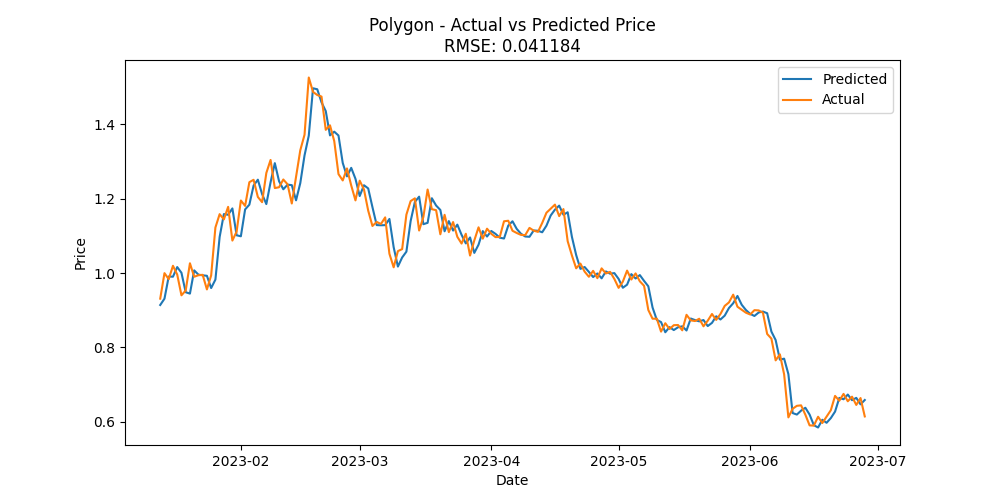 Polygon - Actual vs Predicted Price
RMSE: 0.041184
Predicted
Actual
Price
1.4
1.2
1.0
0.8
0.6
2023-02
2023-03
2023-04
2023-05
2023-06
2023-07
Date